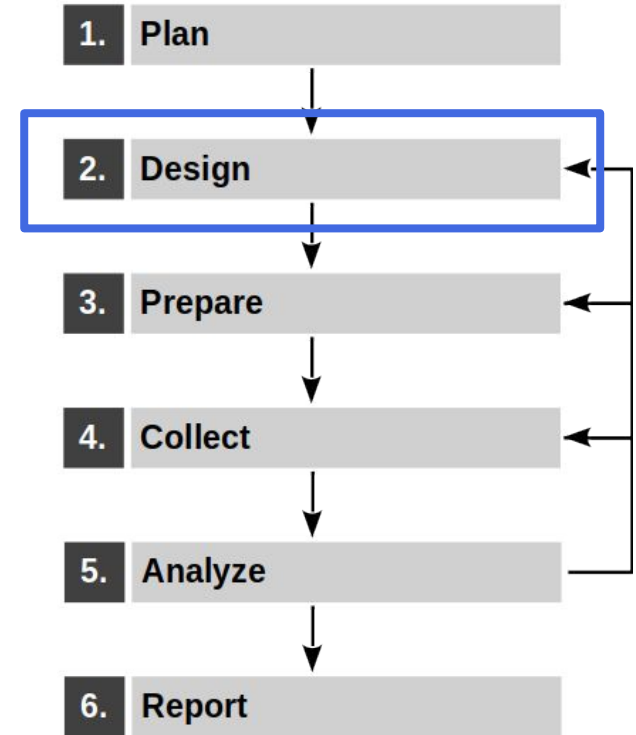 1. Plan
2. Design
3. Prepare
4. Collect
5. Analyze
6. Report